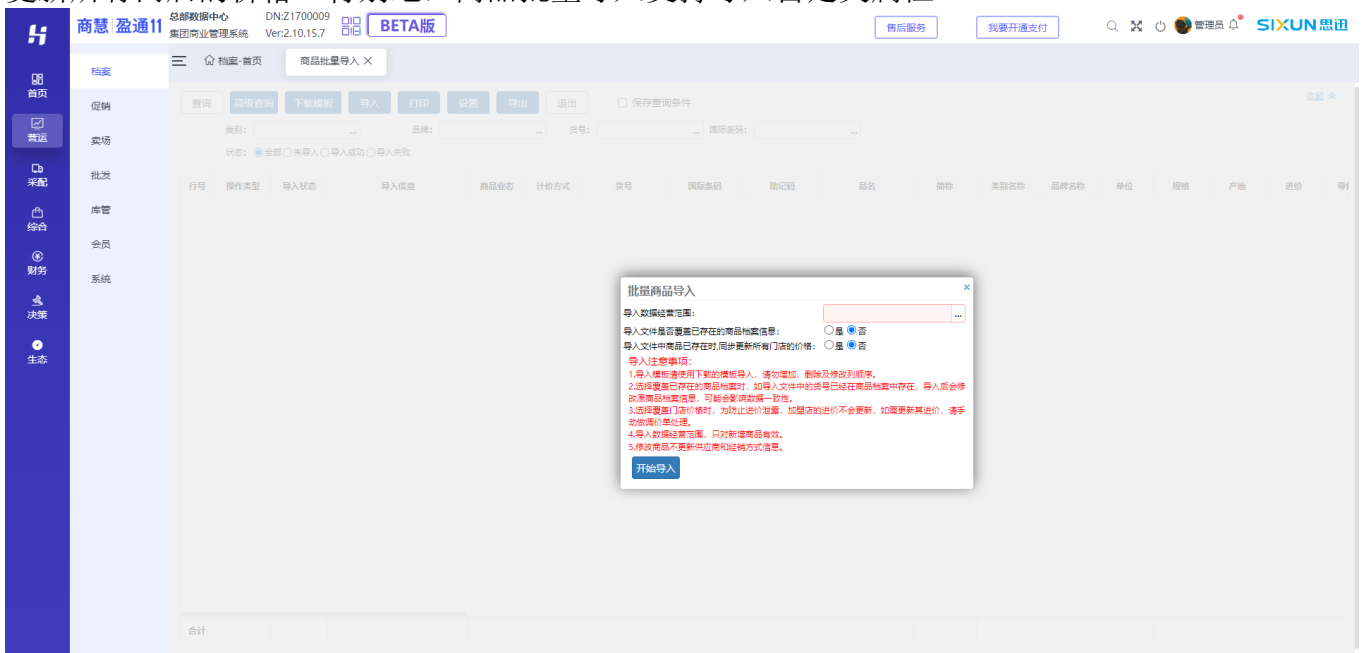 商慧 盈通11
总部数据中心 DN:Z1700009
集团商业管理系统 Ver:2.10.15.7
BETA版
售后服务
我要开通支付
管理员
SIXUN思迅
首页
营运
采配
综合
财务
决策
生态
档案
促销
卖场
批发
库管
会员
系统
档案-首页
商品批量导入
查询 高级查询 下载模板 导入 打印 设置 导出 退出 保存查询条件
收起
类别: ... 品牌: ... 货号: ... 国际条码: ...
状态: 全部 未导入 导入成功 导入失败
行号 操作类型 导入状态 导入信息 商品业态 计价方式 货号 国际条码 助记码 品名 简称 类别名称 品牌名称 单位 规格 产地 进价
批量商品导入 ×
导入数据经营范围: ...
导入文件是否覆盖已存在的商品档案信息: 是 否
导入文件中商品已存在时,同步更新所有门店的价格: 是 否
导入注意事项:
1.导入模板请使用下载的模板导入、请勿增加、删除及修改列顺序。
2.选择覆盖已存在的商品档案时,如导入文件中的货号已经在商品档案中存在,导入后会修
改原商品档案信息,可能会影响数据一致性。
3.选择覆盖门店价格时,为防止进价泄露,加盟店的进价不会更新,如需更新其进价,请手
动做调价单处理。
4.导入数据经营范围,只对新增商品有效。
5.修改商品不更新供应商和经销方式信息。
开始导入
合计